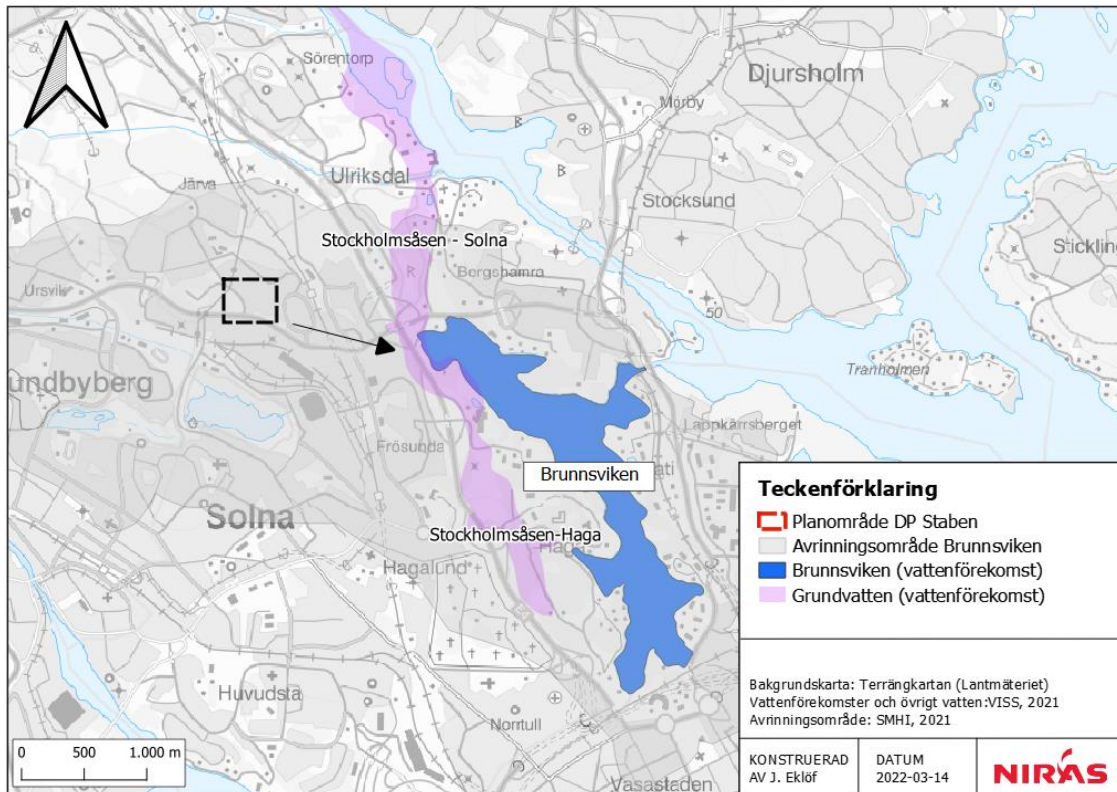 Sörentorp
Djursholm
Mörby
Ulriksdal
Järva
Stocksund
Stockholmsåsen - Solna
Bergshamra
Sticklin
Ursvik
50
Tranholmen
undbyberg
Lappkärrsberget
Frösunda
Brunnsviken
ati
Solna
Stockholmsåsen-Haga
Haga
Hagalund
Huvudsta
Norrtull
Vasastaden
0 500 1.000 m
Teckenförklaring
Planområde DP Staben
Avrinningsområde Brunnsviken
Brunnsviken (vattenförekomst)
Grundvatten (vattenförekomst)
Bakgrundskarta: Terrängkartan (Lantmäteriet)
Vattenförekomster och övrigt vatten:VISS, 2021
Avrinningsområde: SMHI, 2021
KONSTRUERAD
AV J. Eklöf
DATUM
2022-03-14
NIRAS